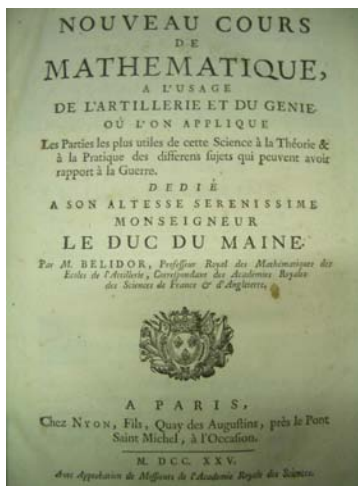 NOUVEAU COURS
DE
MATHEMATIQUE,
A L'USAGE
DE L'ARTILLERIE ET DU GENIE.
OÙ L'ON APPLIQUE
Les Parties les plus utiles de cette Science à la Théorie &
à la Pratique des differens sujets qui peuvent avoir
rapport à la Guerre.
DEDIÉ
A SON ALTESSE SERENISSIME
MONSEIGNEUR
LE DUC DU MAINE.
Par M. BELIDOR, Professeur Royal des Mathématiques des
Ecoles de l'Artillerie, Correspondant des Academies Royales
des Sciences de France & d'Angleterre.
A PARIS,
Chez NYON, Fils, Quay des Augustins, près le Pont
Saint Michel, à l'Occasion.
M. DCC. XXV.
Avec Approbation de Messieurs de l'Academie Royale des Sciences.